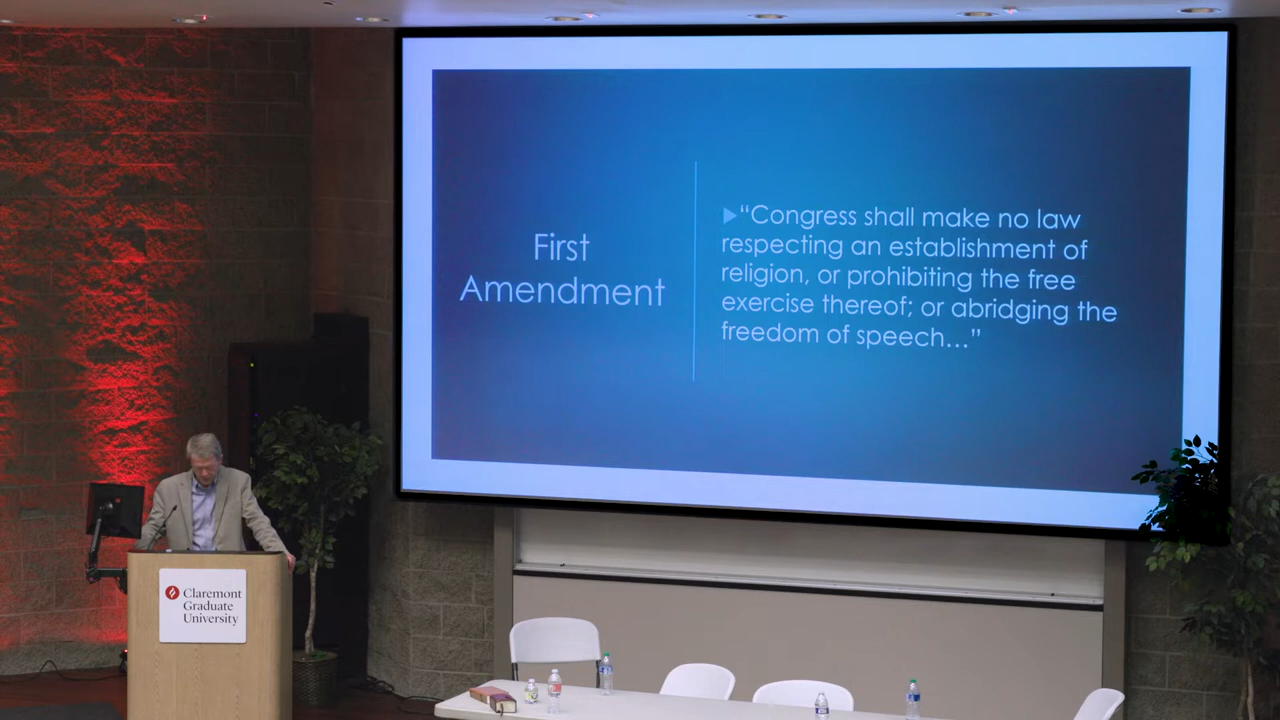 First
Amendment
“Congress shall make no law
respecting an establishment of
religion, or prohibiting the free
exercise thereof; or abridging the
freedom of speech...”
Claremont
Graduate
University